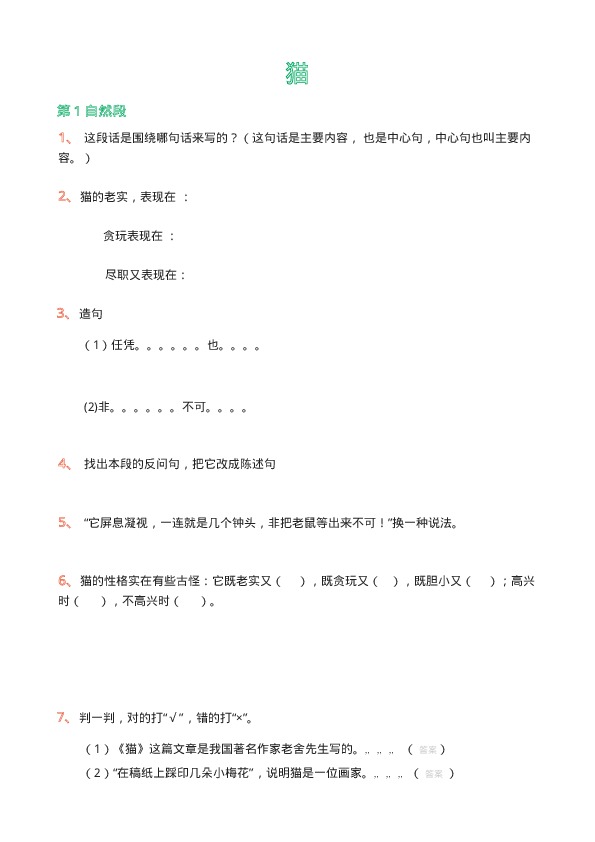 猫
第 1 自然段
1、 这段话是围绕哪句话来写的？（这句话是主要内容， 也是中心句，中心句也叫主要内
容。）
2、猫的老实，表现在 ：
贪玩表现在 ：
尽职又表现在：
3、造句
（1）任凭。。。。。。也。。。。
(2)非。。。。。。不可。。。。
4、 找出本段的反问句，把它改成陈述句
5、 “它屏息凝视，一连就是几个钟头，非把老鼠等出来不可！”换一种说法。
6、猫的性格实在有些古怪：它既老实又（ ），既贪玩又（ ），既胆小又（ ）；高兴
时（ ），不高兴时（ ）。
7、判一判，对的打“√”，错的打“×”。
（1）《猫》这篇文章是我国著名作家老舍先生写的。.. .. .. （ 答案 ）
（2）“在稿纸上踩印几朵小梅花”，说明猫是一位画家。.. .. .. （ 答案 ）